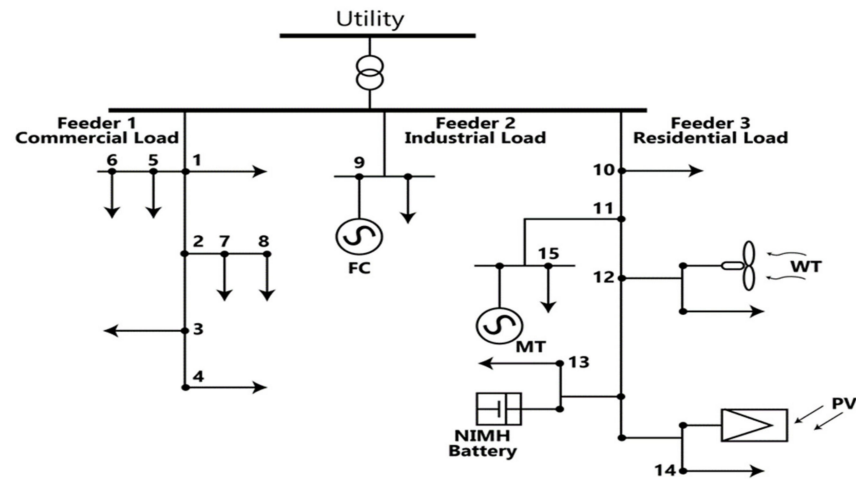 Utility
Feeder 1
Commercial Load
Feeder 2
Industrial Load
Feeder 3
Residential Load
6 5 1
9
10
11
2 7 8
FC
15
12
WT
3
MT
13
4
NIMH
Battery
PV
14